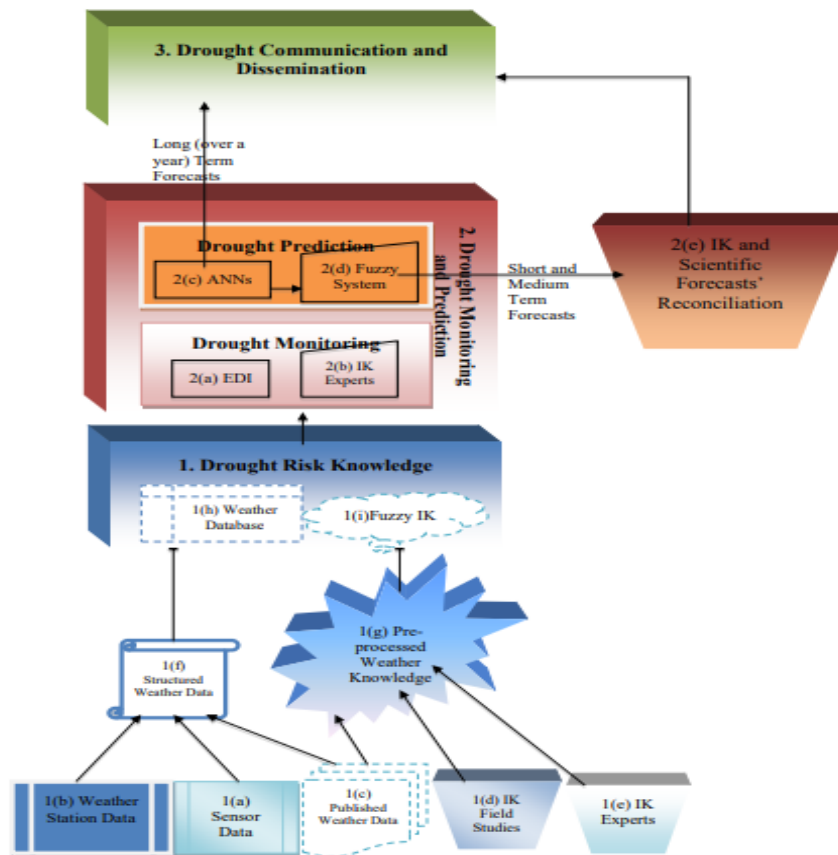 3. Drought Communication and
Dissemination
Long (over a
year) Term
Forecasts
Drought Prediction
2(c) ANNs
2(d) Fuzzy
System
2. Drought Monitoring
and Prediction
Short and
Medium
Term
Forecasts
2(e) IK and
Scientific
Forecasts'
Reconciliation
Drought Monitoring
2(a) EDI
2(b) IK
Experts
1. Drought Risk Knowledge
1(h) Weather
Database
1(i)Fuzzy IK
1(g) Pre-
processed
Weather
Knowledge
1(f)
Structured
Weather Data
1(b) Weather
Station Data
1(a)
Sensor
Data
1(c)
Published
Weather Data
1(d) IK
Field
Studies
1(e) IK
Experts